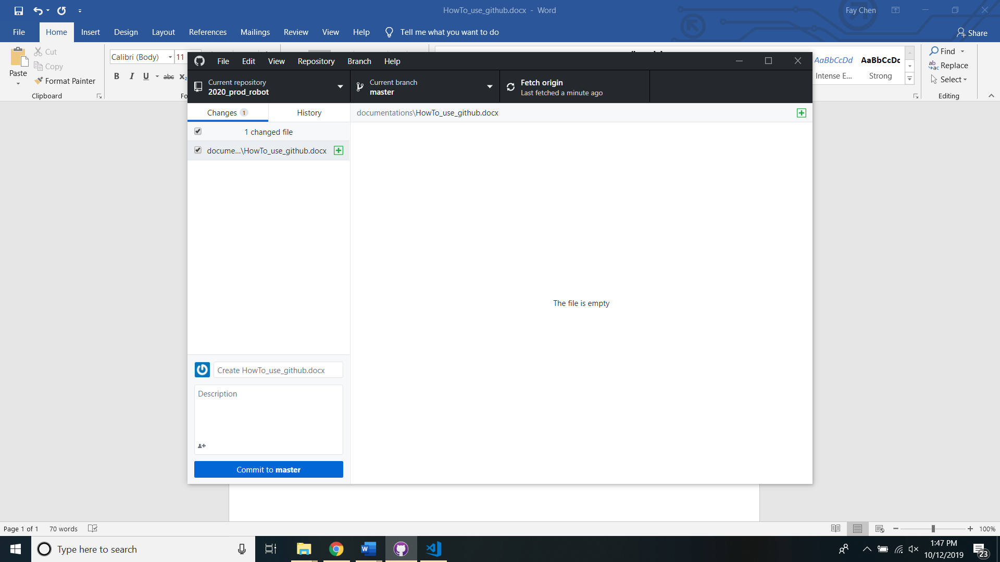 HowTo_use_github.docx - Word
Fay Chen
File Home Insert Design Layout References Mailings Review View Help Tell me what you want to do
Share
Paste
Cut
Copy
Format Painter
Clipboard
Calibri (Body) 11
B I U abc X₂
AaBbCcDd AaBbCcDc
Intense E... Strong
Find
Replace
Select
Editing
File Edit View Repository Branch Help
Current repository
2020_prod_robot
Current branch
master
Fetch origin
Last fetched a minute ago
Changes 1
History
documentations\HowTo_use_github.docx
1 changed file
docume...\HowTo_use_github.docx
The file is empty
Create HowTo_use_github.docx
Description
Commit to master
Page 1 of 1 70 words
100%
Type here to search
1:47 PM
10/12/2019
23